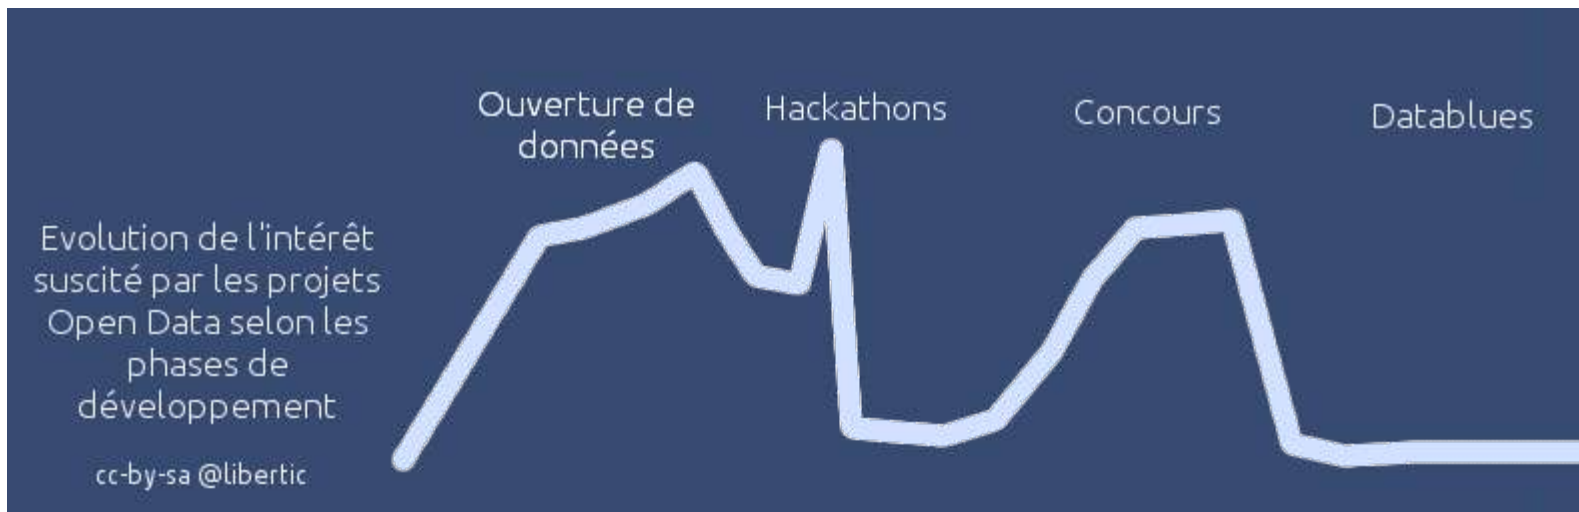 Ouverture de
données
Hackathons
Concours
Datablues
Evolution de l'intérêt
suscité par les projets
Open Data selon les
phases de
développement
cc-by-sa @libertic